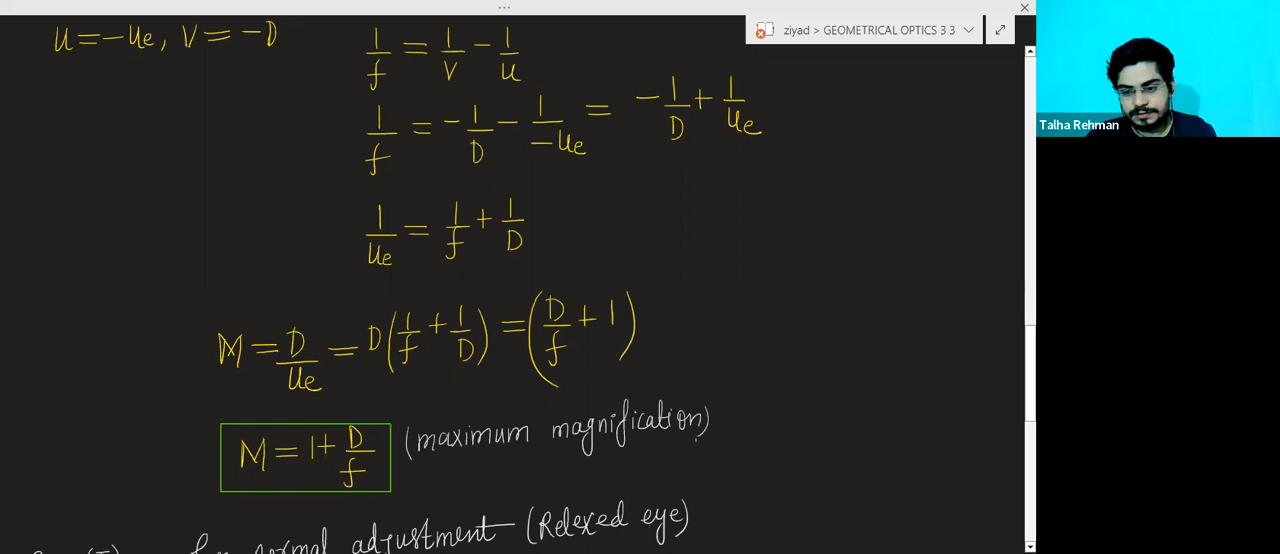 u = -ue, V = -D
1/f = 1/V - 1/u
1/f = -1/D - 1/-ue = -1/D + 1/ue
1/ue = 1/f + 1/D
M = D/ue = D(1/f + 1/D) = (D/f + 1)
M = 1 + D/f (maximum magnification)
normal adjustment (Relexed eye)
ziyad > GEOMETRICAL OPTICS 3 3
Talha Rehman